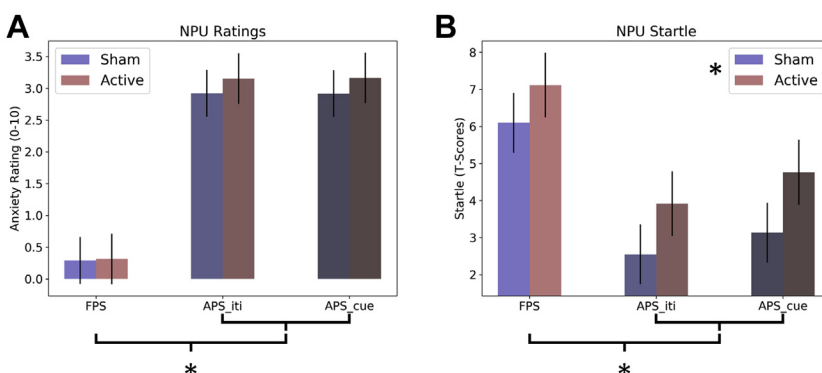 A
NPU Ratings
Sham
Active
Anxiety Rating (0-10)
3.5
3.0
2.5
2.0
1.5
1.0
0.5
0.0
FPS APS_iti APS_cue
*
B
NPU Startle
*
Sham
Active
Startle (T-Scores)
8
7
6
5
4
3
2
FPS APS_iti APS_cue
*